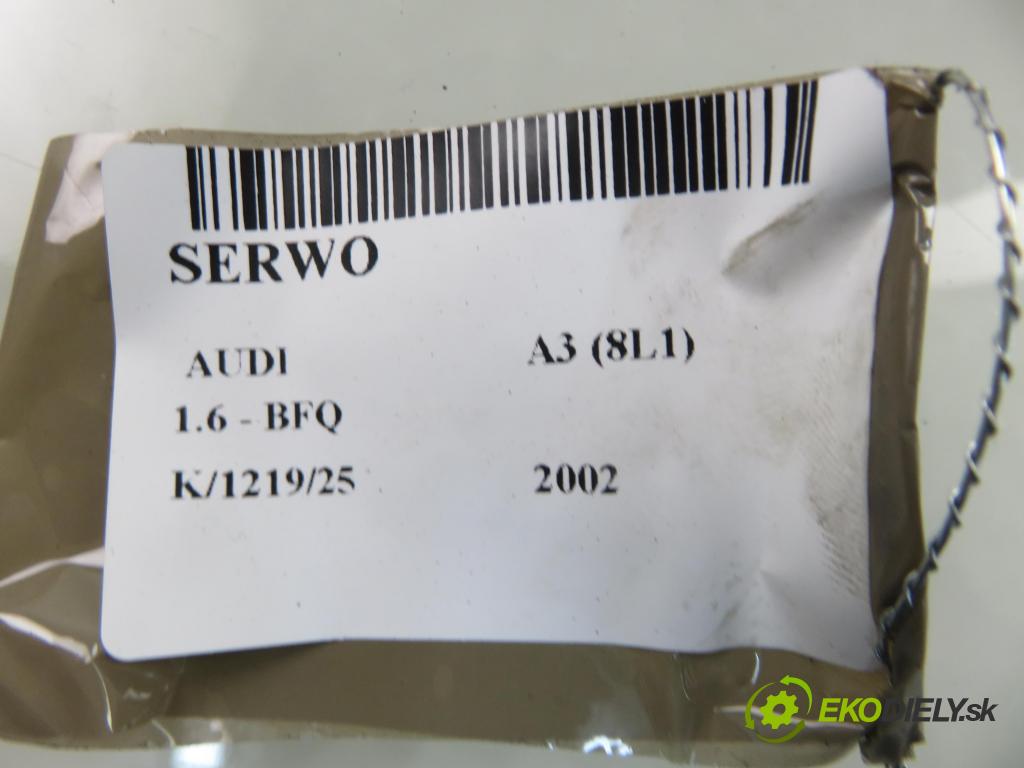 SERWO
AUDI A3 (8L1)
1.6 - BFQ
K/1219/25 2002
EKODIELY.sk